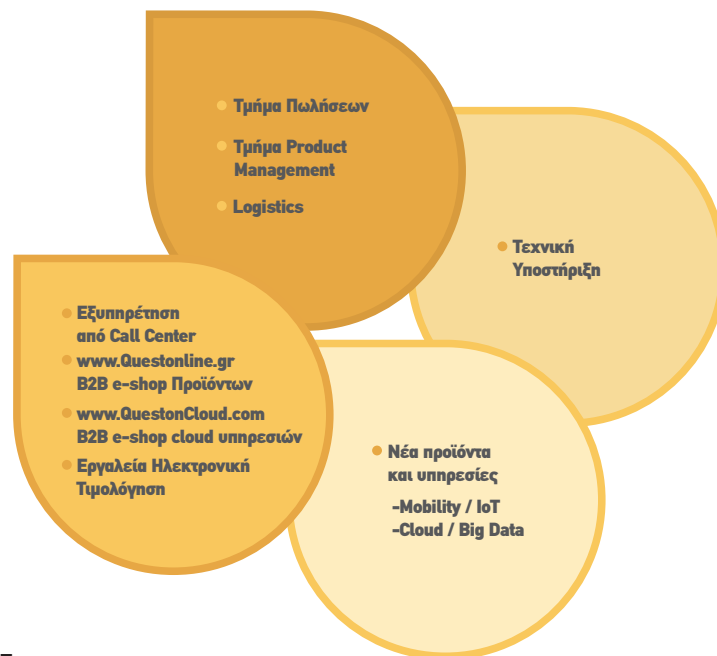 • Τμήμα Πωλήσεων
• Τμήμα Product
Management
• Logistics
• Τεχνική
Υποστήριξη
• Εξυπηρέτηση
από Call Center
• www.Questonline.gr
B2B e-shop Προϊόντων
• www.QuestonCloud.com
B2B e-shop cloud υπηρεσιών
• Εργαλεία Ηλεκτρονική
Τιμολόγηση
• Νέα προϊόντα
και υπηρεσίες
-Mobility / IoT
-Cloud / Big Data